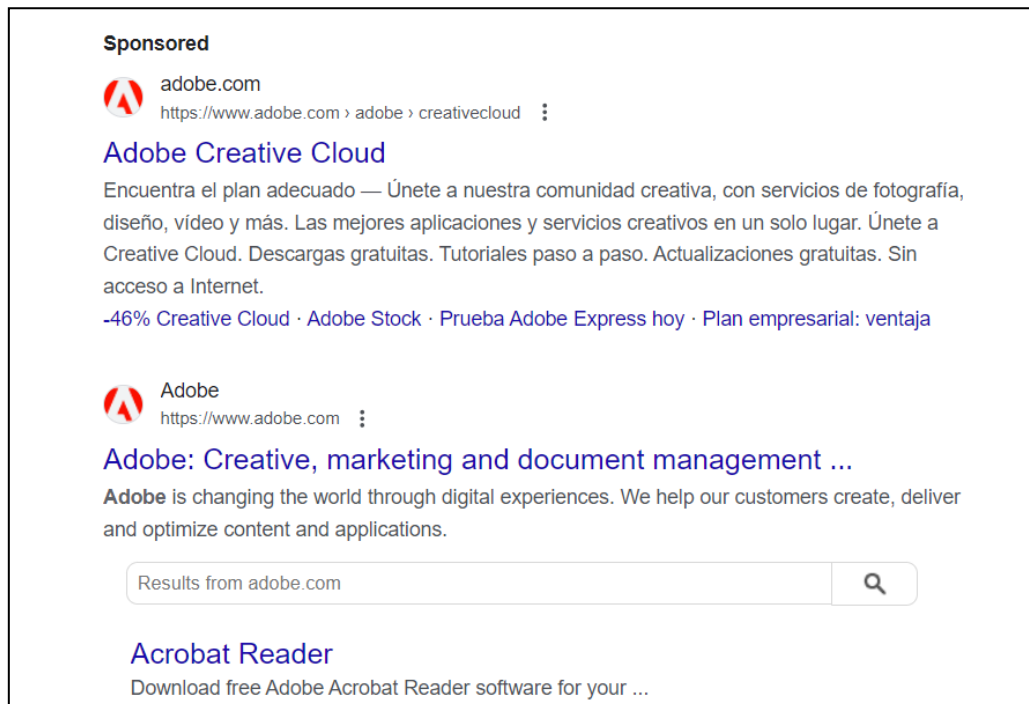 Sponsored
adobe.com
https://www.adobe.com › adobe › creativecloud
Adobe Creative Cloud
Encuentra el plan adecuado — Únete a nuestra comunidad creativa, con servicios de fotografía,
diseño, vídeo y más. Las mejores aplicaciones y servicios creativos en un solo lugar. Únete a
Creative Cloud. Descargas gratuitas. Tutoriales paso a paso. Actualizaciones gratuitas. Sin
acceso a Internet.
-46% Creative Cloud · Adobe Stock · Prueba Adobe Express hoy · Plan empresarial: ventaja
Adobe
https://www.adobe.com
Adobe: Creative, marketing and document management ...
Adobe is changing the world through digital experiences. We help our customers create, deliver
and optimize content and applications.
Results from adobe.com
Acrobat Reader
Download free Adobe Acrobat Reader software for your ...